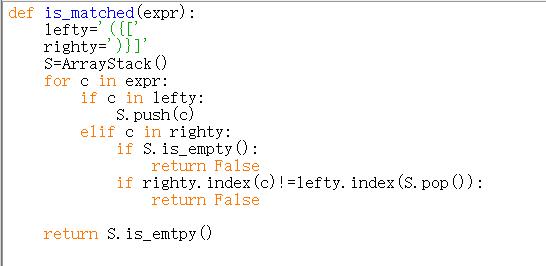 def is_matched(expr):
    lefty='({['
    righty=')}]'
    S=ArrayStack()
    for c in expr:
        if c in lefty:
            S.push(c)
        elif c in righty:
            if S.is_empty():
                return False
            if righty.index(c)!=lefty.index(S.pop()):
                return False

    return S.is_emtpy()